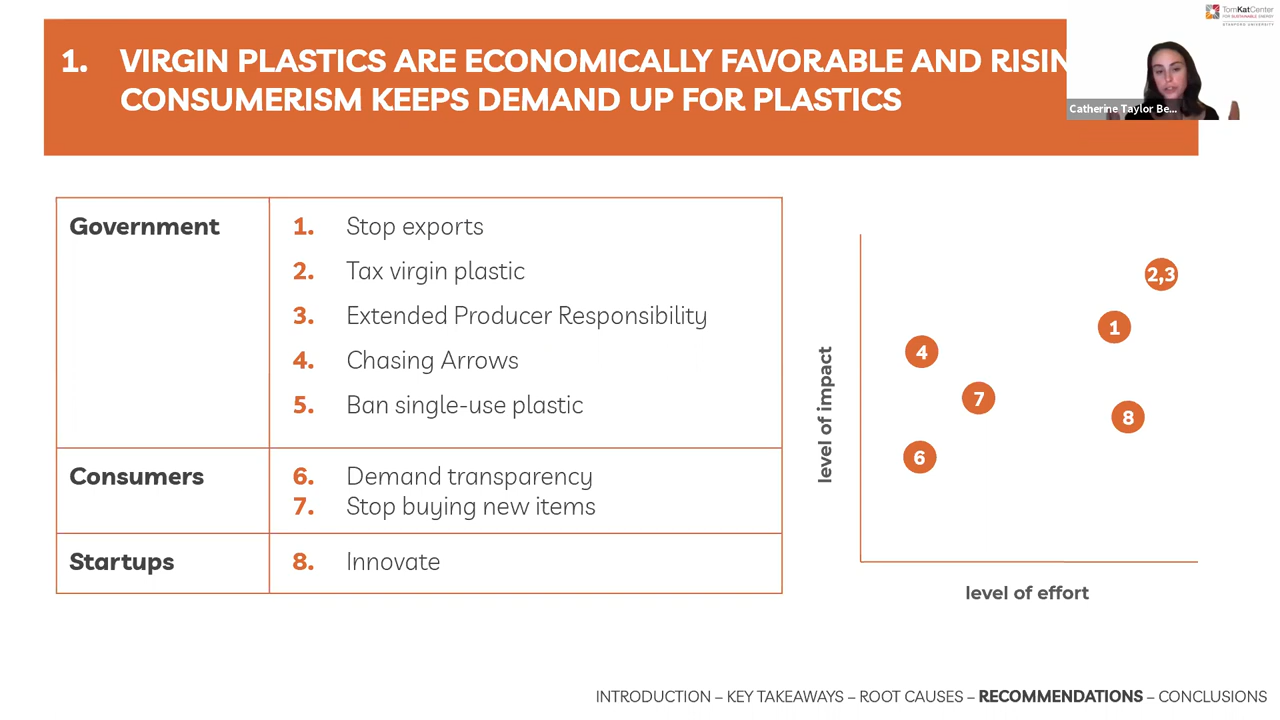 TomKatCenter
FOR SUSTAINABLE ENERGY
STANFORD UNIVERSITY
1. VIRGIN PLASTICS ARE ECONOMICALLY FAVORABLE AND RISIN
CONSUMERISM KEEPS DEMAND UP FOR PLASTICS
Catherine Taylor Be...
Government
1. Stop exports
2. Tax virgin plastic
3. Extended Producer Responsibility
4. Chasing Arrows
5. Ban single-use plastic
Consumers
6. Demand transparency
7. Stop buying new items
Startups
8. Innovate
level of impact
2,3
1
4
7
8
6
level of effort
INTRODUCTION – KEY TAKEAWAYS – ROOT CAUSES – RECOMMENDATIONS – CONCLUSIONS